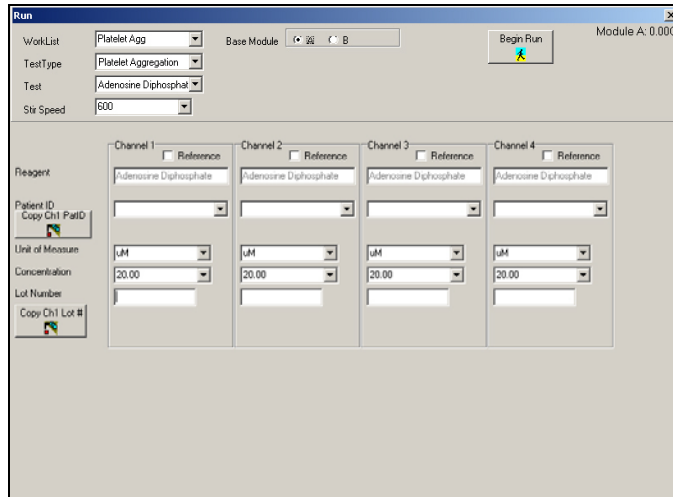 Run
WorkList Platelet Agg Base Module A B Begin Run Module A: 0.00
TestType Platelet Aggregation
Test Adenosine Diphosphat
Stir Speed 600
Channel 1 Channel 2 Channel 3 Channel 4
Reference Reference Reference Reference
Reagent Adenosine Diphosphate Adenosine Diphosphate Adenosine Diphosphate Adenosine Diphosphate
Patient ID
Copy Ch1 PatID
Unit of Measure uM uM uM uM
Concentration 20.00 20.00 20.00 20.00
Lot Number
Copy Ch1 Lot #